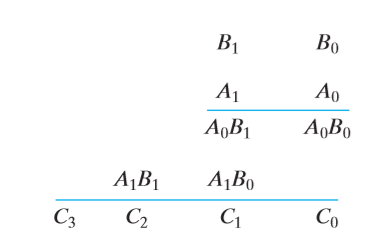 B₁ B₀
A₁ A₀
A₀B₁ A₀B₀
A₁B₁ A₁B₀
C₃ C₂ C₁ C₀